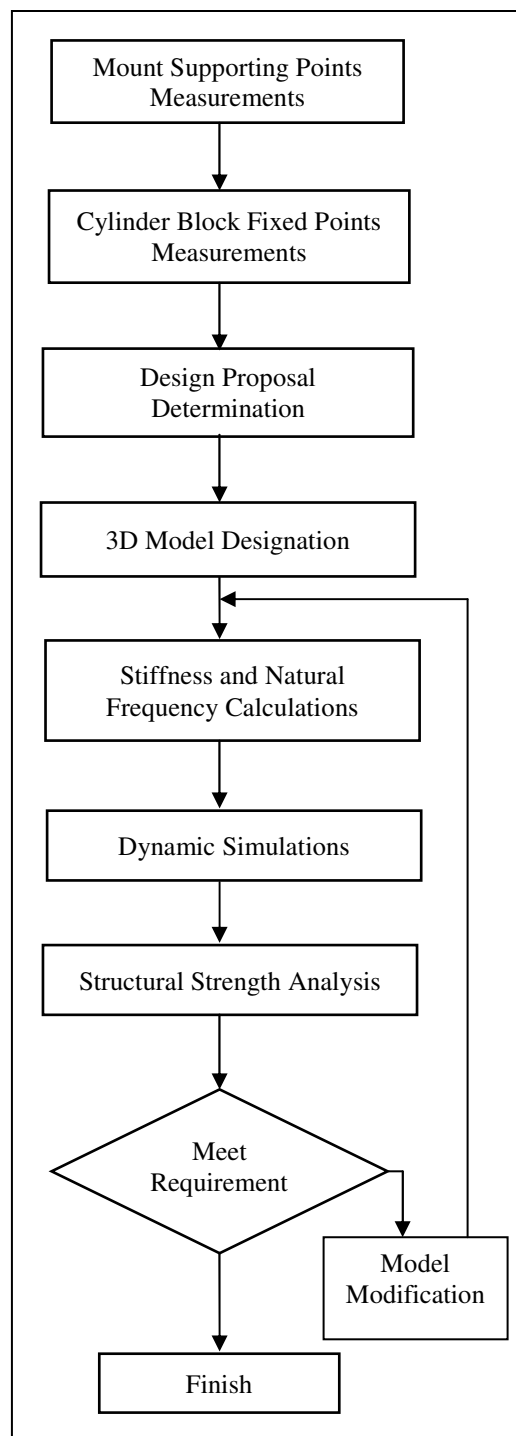 Mount Supporting Points
Measurements
Cylinder Block Fixed Points
Measurements
Design Proposal
Determination
3D Model Designation
Stiffness and Natural
Frequency Calculations
Dynamic Simulations
Structural Strength Analysis
Meet
Requirement
Model
Modification
Finish